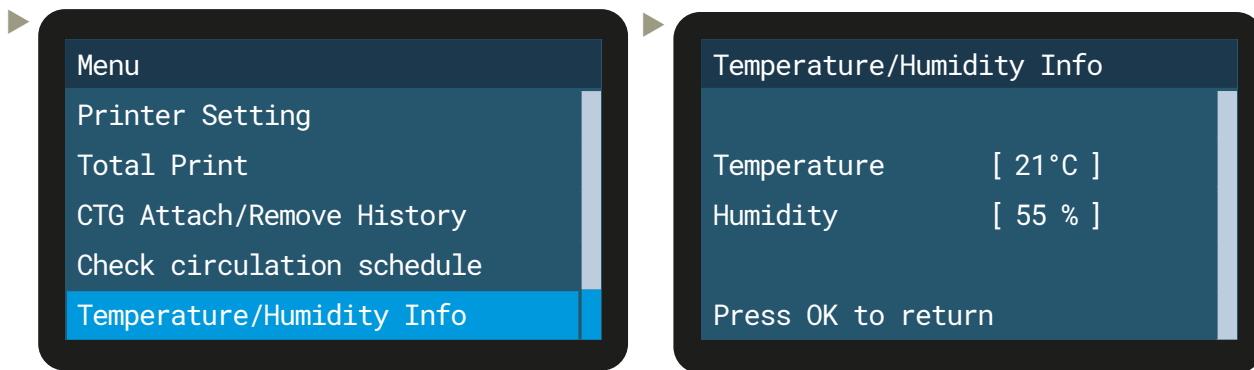 Menu
Printer Setting
Total Print
CTG Attach/Remove History
Check circulation schedule
Temperature/Humidity Info
Temperature/Humidity Info
Temperature [ 21°C ]
Humidity [ 55 % ]
Press OK to return